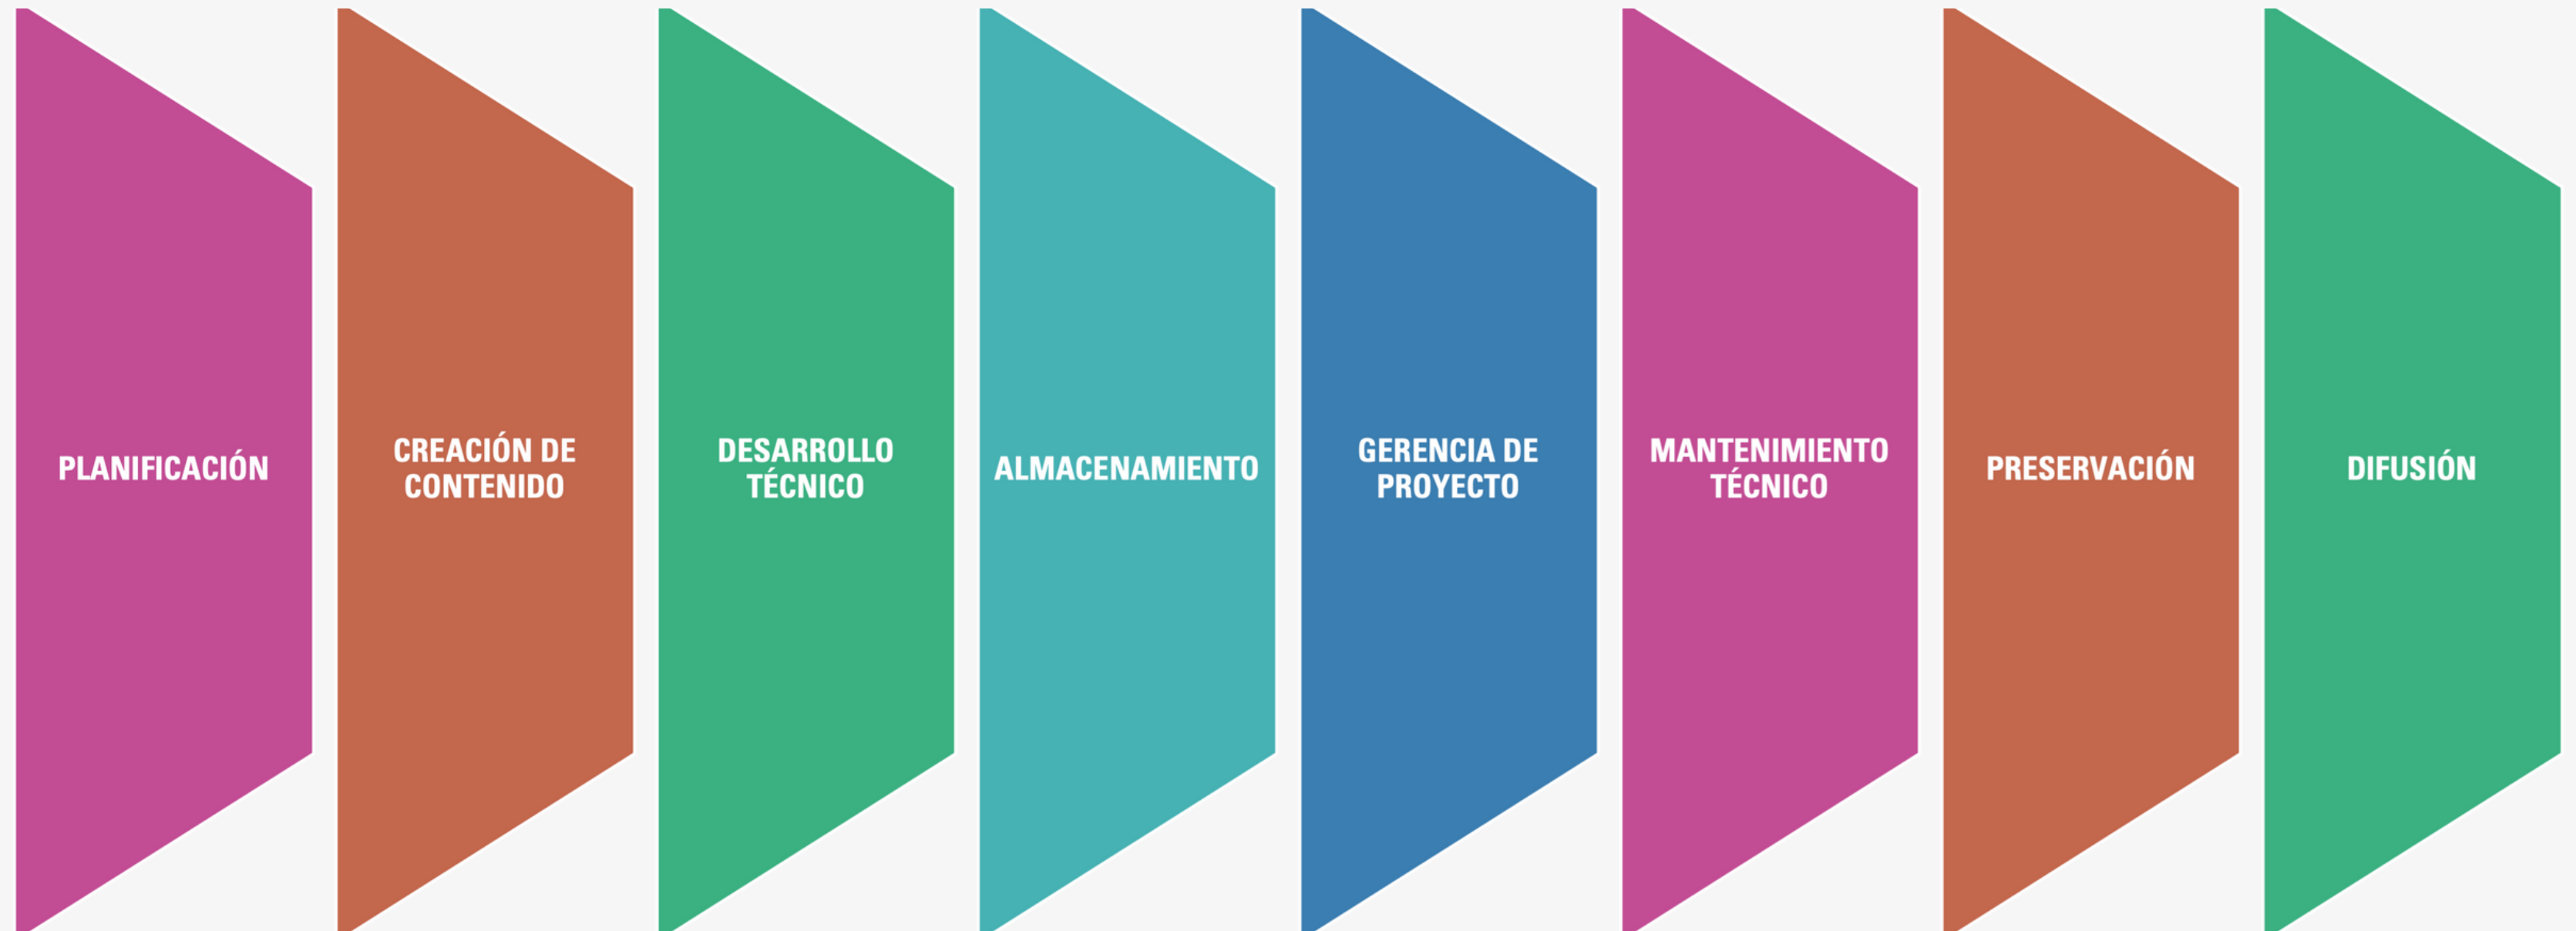 PLANIFICACIÓN
CREACIÓN DE
CONTENIDO
DESARROLLO
TÉCNICO
ALMACENAMIENTO
GERENCIA DE
PROYECTO
MANTENIMIENTO
TÉCNICO
PRESERVACIÓN
DIFUSIÓN